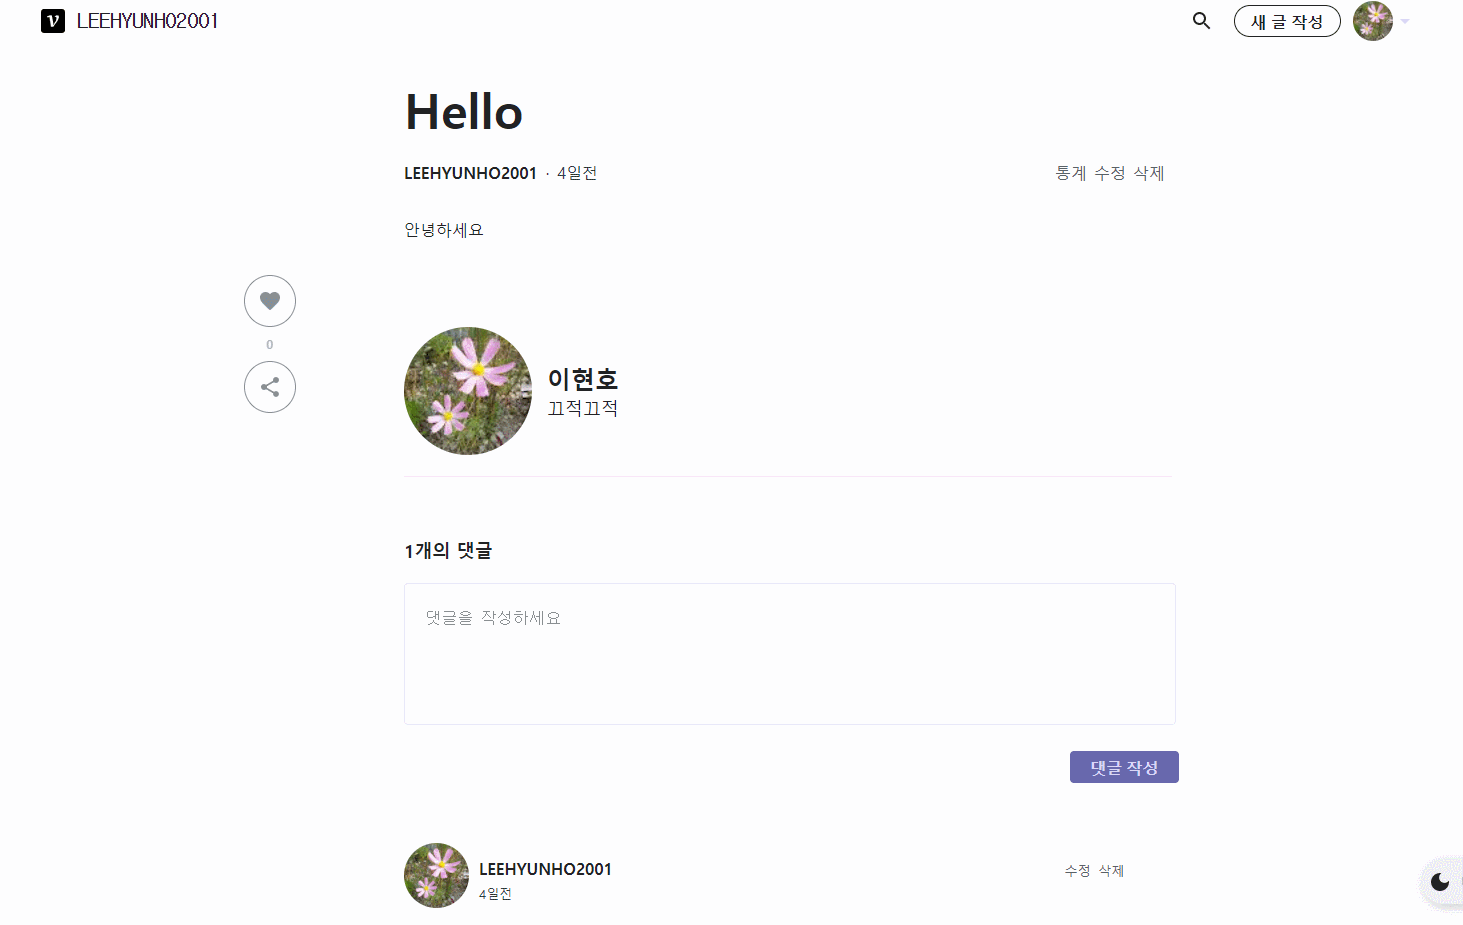 v LEEHYUNHO2001
새 글 작성
Hello
LEEHYUNHO2001 · 4일전
통계 수정 삭제
안녕하세요
0
이현호
끄적끄적
1개의 댓글
댓글을 작성하세요
댓글 작성
LEEHYUNHO2001
수정 삭제
4일전